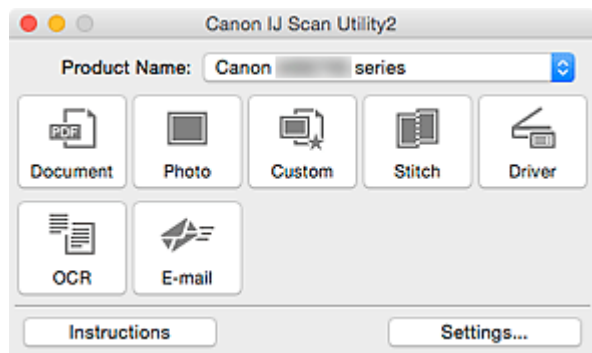 Canon IJ Scan Utility2
Product Name: Canon series
PDF
Document Photo Custom Stitch Driver
OCR E-mail
Instructions Settings...